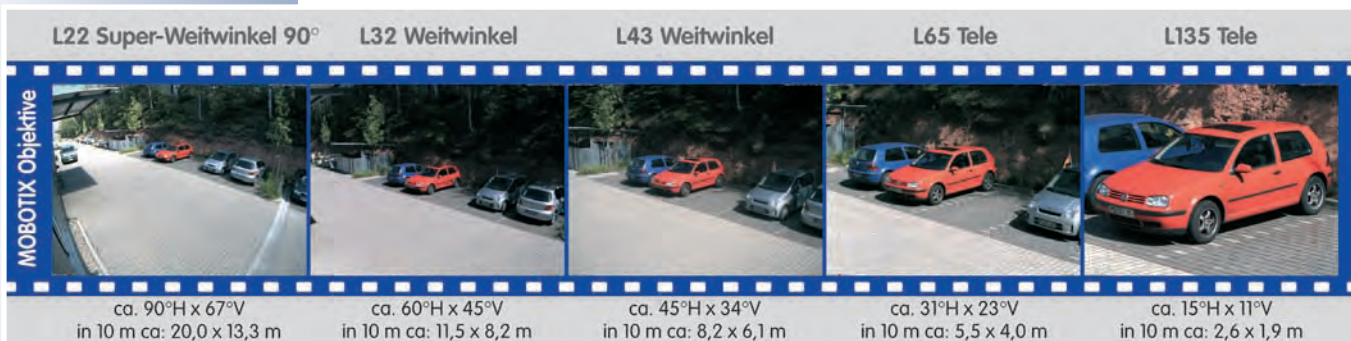 L22 Super-Weitwinkel 90°
L32 Weitwinkel
L43 Weitwinkel
L65 Tele
L135 Tele
MOBOTIX Objektive
ca. 90°H x 67°V
in 10 m ca: 20,0 x 13,3 m
ca. 60°H x 45°V
in 10 m ca: 11,5 x 8,2 m
ca. 45°H x 34°V
in 10 m ca: 8,2 x 6,1 m
ca. 31°H x 23°V
in 10 m ca: 5,5 x 4,0 m
ca. 15°H x 11°V
in 10 m ca: 2,6 x 1,9 m